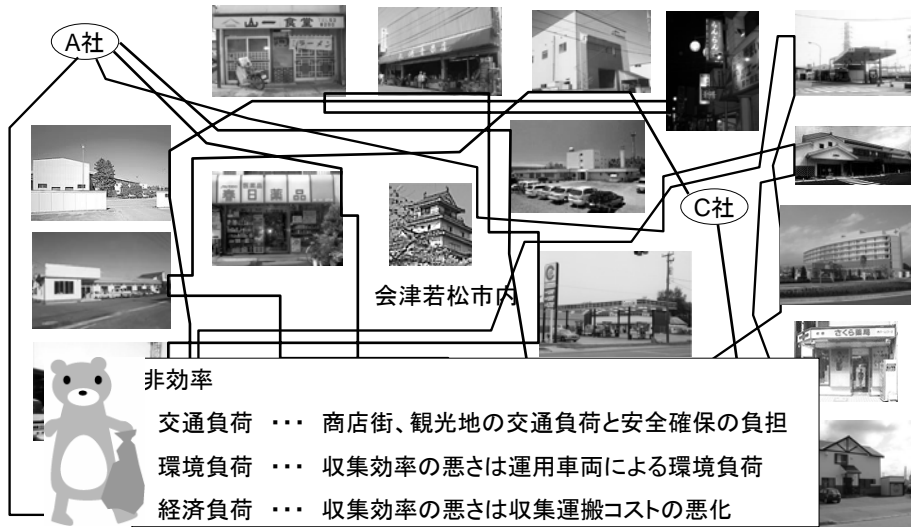 A社
山一食堂
らんらん
春日薬品
C社
会津若松市内
さくら薬局
非効率
交通負荷 ・・・ 商店街、観光地の交通負荷と安全確保の負担
環境負荷 ・・・ 収集効率の悪さは運用車両による環境負荷
経済負荷 ・・・ 収集効率の悪さは収集運搬コストの悪化